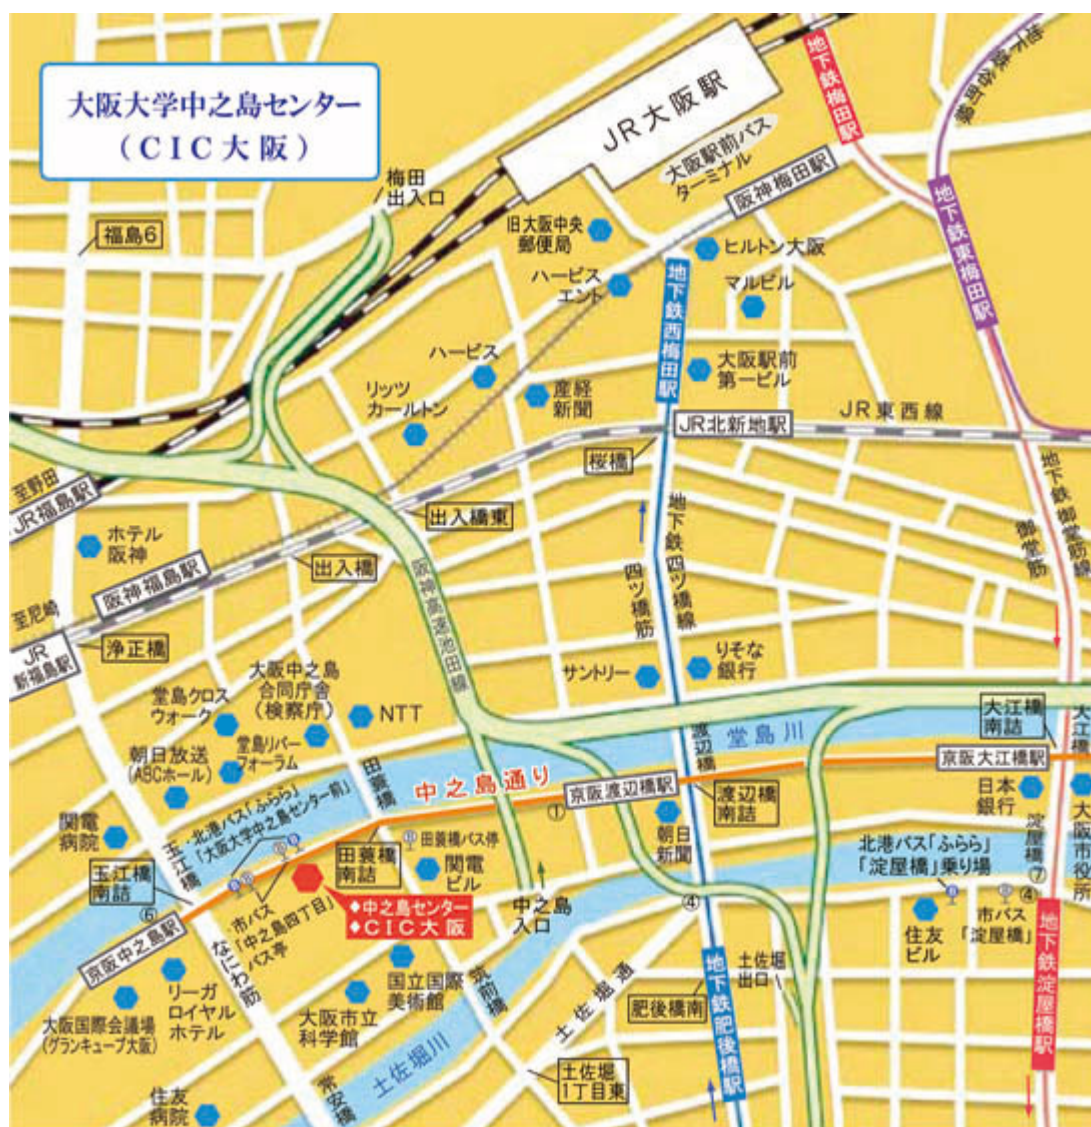 大阪大学中之島センター
(CIC大阪)
梅田
出入口
福島6
JR大阪駅
大阪駅前バス
ターミナル
地下鉄梅田駅
地下鉄谷町線
阪神梅田駅
地下鉄東梅田駅
旧大阪中央
郵便局
ヒルトン大阪
ハービス
エント
マルビル
地下鉄西梅田駅
ハービス
大阪駅前
第一ビル
リッツ
カールトン
産経
新聞
JR東西線
JR北新地駅
桜橋
至野田
JR福島駅
出入橋東
ホテル
阪神
出入橋
阪神福島駅
阪神高速池田線
地下鉄四ツ橋線
四ツ橋筋
地下鉄御堂筋線
御堂筋
至尼崎
JR
新福島駅
浄正橋
大阪中之島
合同庁舎
(検察庁)
サントリー
りそな
銀行
堂島クロス
ウォーク
NTT
堂島リバー
フォーラム
朝日放送
(ABCホール)
渡辺橋
堂島川
大江橋
南詰
大江橋
田蓑橋
中之島通り
京阪渡辺橋駅
京阪大江橋駅
渡辺橋
南詰
①
関電
病院
玉江橋
・北港バス「ふらら」
「大阪大学中之島センター前」
田蓑橋
南詰
田蓑橋バス停
関電
ビル
朝日
新聞
日本
銀行
淀屋橋
大阪市役所
北港バス「ふらら」
「淀屋橋」乗り場
⑦
④
玉江橋
南詰
⑥
◆中之島センター
◆CIC大阪
中之島
入口
④
市バス
「淀屋橋」
住友
ビル
京阪中之島駅
・市バス
「中之島四丁目」
バス亭
なにわ筋
リーガ
ロイヤル
ホテル
国立国際
美術館
筑前橋
土佐堀
出口
土佐堀通
肥後橋南
地下鉄肥後橋駅
地下鉄淀屋橋駅
大阪国際会議場
(グランキューブ大阪)
大阪市立
科学館
土佐堀川
土佐堀
1丁目東
常安橋
住友
病院